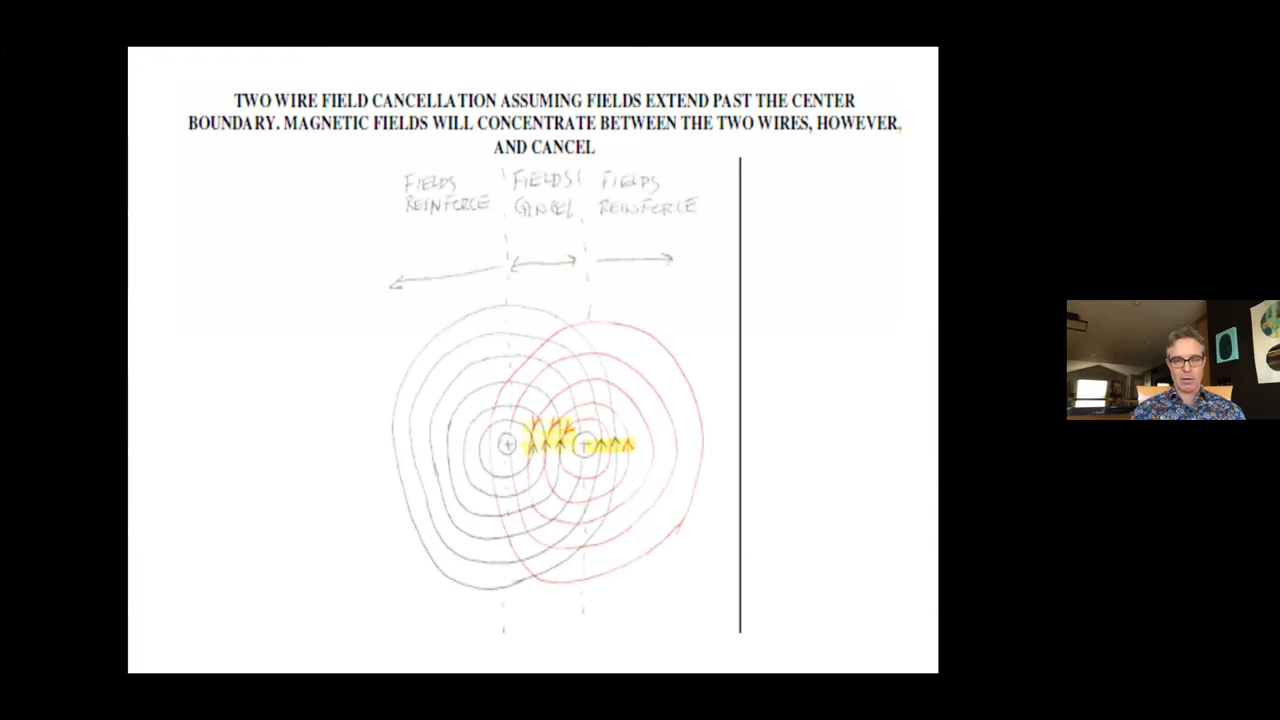 TWO WIRE FIELD CANCELLATION ASSUMING FIELDS EXTEND PAST THE CENTER
BOUNDARY. MAGNETIC FIELDS WILL CONCENTRATE BETWEEN THE TWO WIRES, HOWEVER,
AND CANCEL
FIELDS FIELDS FIELDS
REINFORCE CANCEL REINFORCE
+ +